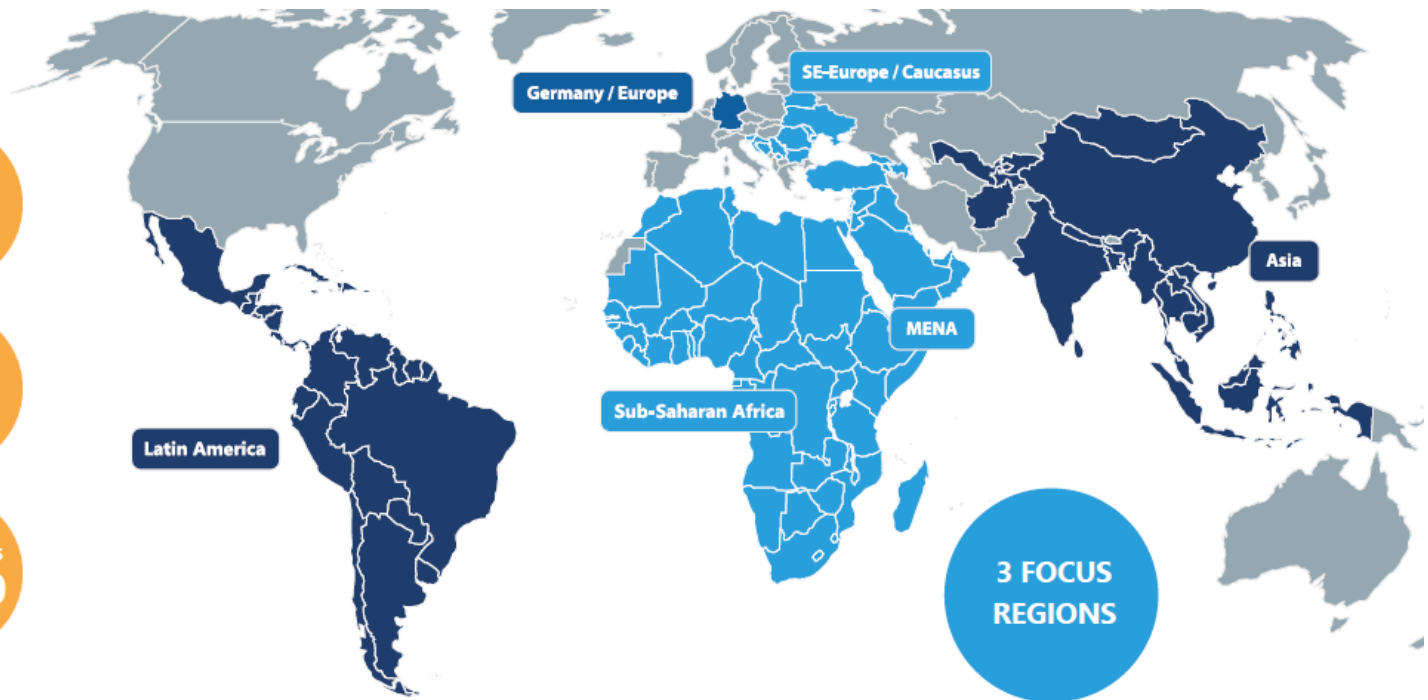 SE-Europe / Caucasus
Germany / Europe
Asia
MENA
Sub-Saharan Africa
Latin America
3 FOCUS
REGIONS